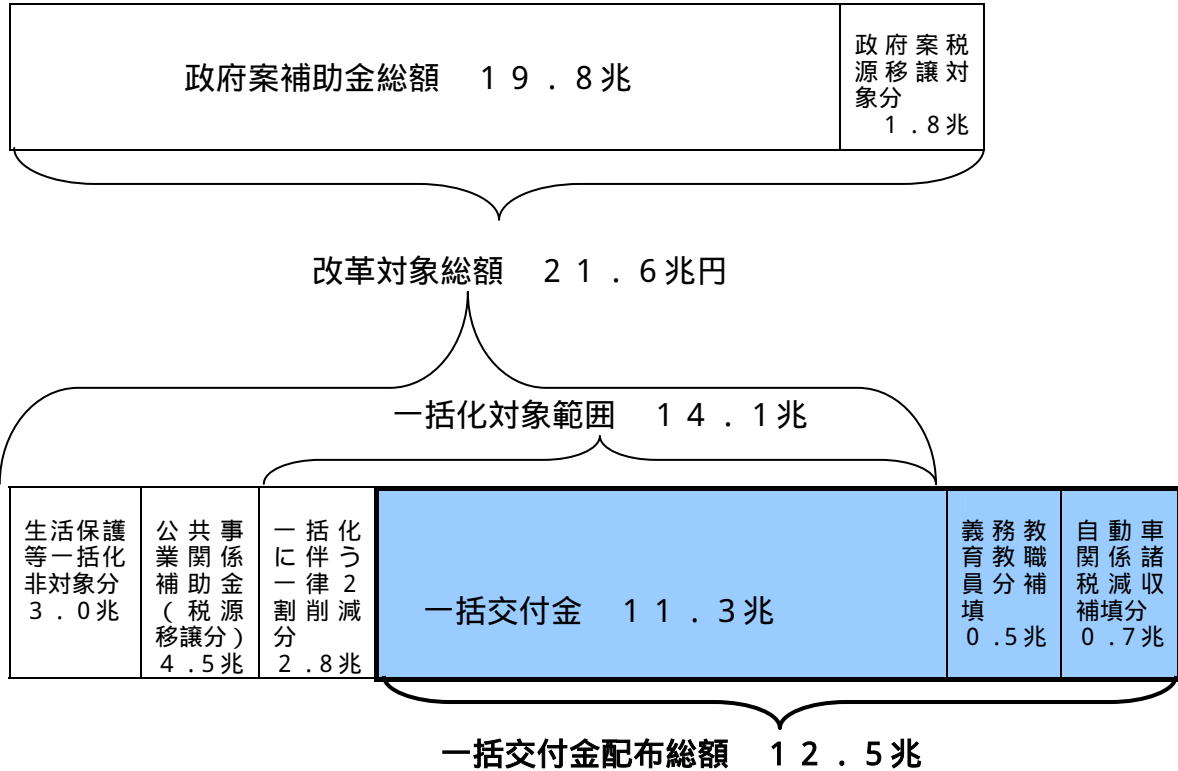 政府案補助金総額　１９．８兆
政府案税
源移譲対
象分
１．８兆
改革対象総額　２１．６兆円
一括化対象範囲　１４．１兆
生活保護
等一括化
非対象分
３．０兆
公共事
業関係
補助金
（税源
移譲分）
４．５兆
一括化
に伴う
一律２
割削減
分
２．８兆
一括交付金　１１．３兆
義務教
育教職
員分補
填
０．５兆
自動車
関係諸
税減収
補填分
０．７兆
一括交付金配布総額　１２．５兆